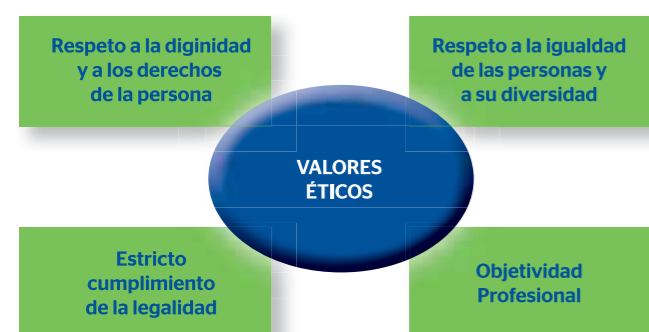 Respeto a la diginidad
y a los derechos
de la persona
Respeto a la igualdad
de las personas y
a su diversidad
VALORES
ÉTICOS
Estricto
cumplimiento
de la legalidad
Objetividad
Profesional